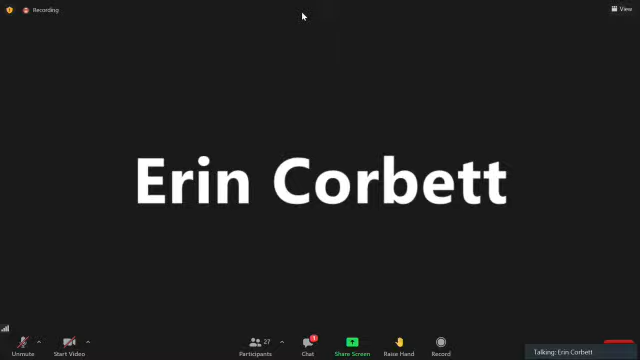 Recording
View
Erin Corbett
27
1
Unmute
Start Video
Participants
Chat
Share Screen
Raise Hand
Record
Talking: Erin Corbett